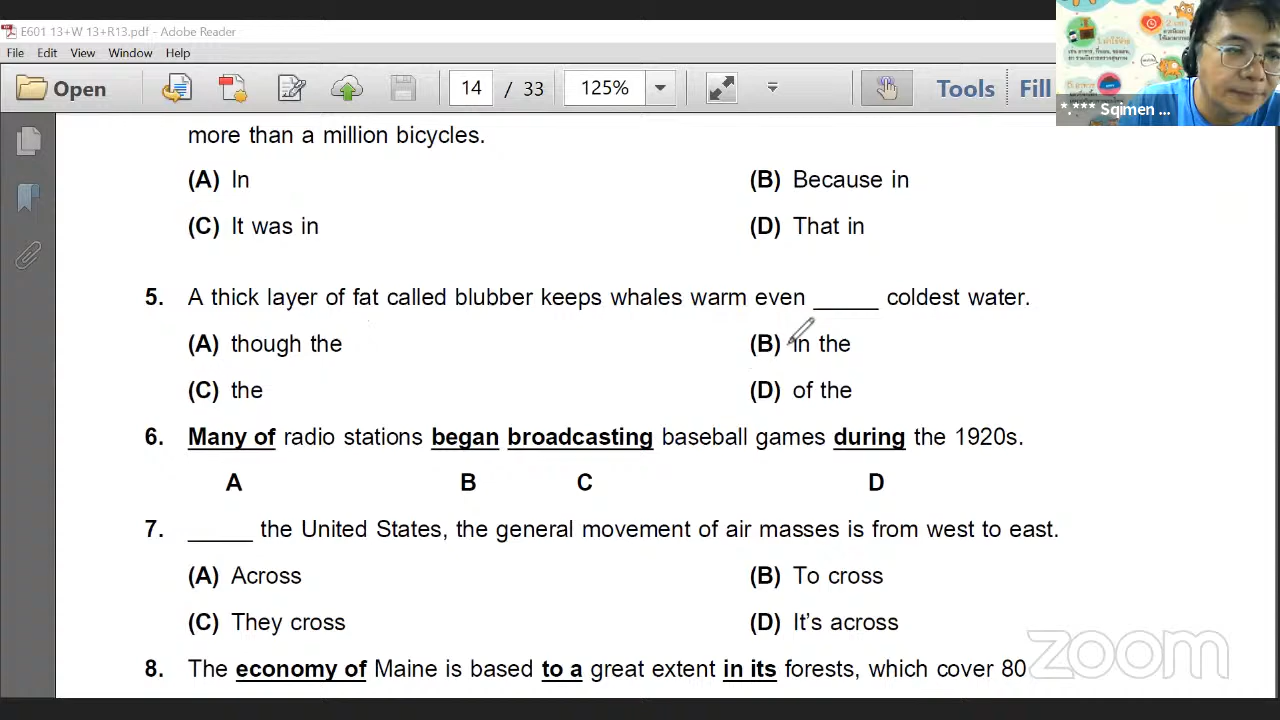 E601 13+W 13+R13.pdf - Adobe Reader
File Edit View Window Help
Open 14 / 33 125% Tools Fill
*.*** Sqimen ...
more than a million bicycles.
(A) In (B) Because in
(C) It was in (D) That in
5. A thick layer of fat called blubber keeps whales warm even _____ coldest water.
(A) though the (B) in the
(C) the (D) of the
6. Many of radio stations began broadcasting baseball games during the 1920s.
A B C D
7. _____ the United States, the general movement of air masses is from west to east.
(A) Across (B) To cross
(C) They cross (D) It's across
8. The economy of Maine is based to a great extent in its forests, which cover 80
zoom